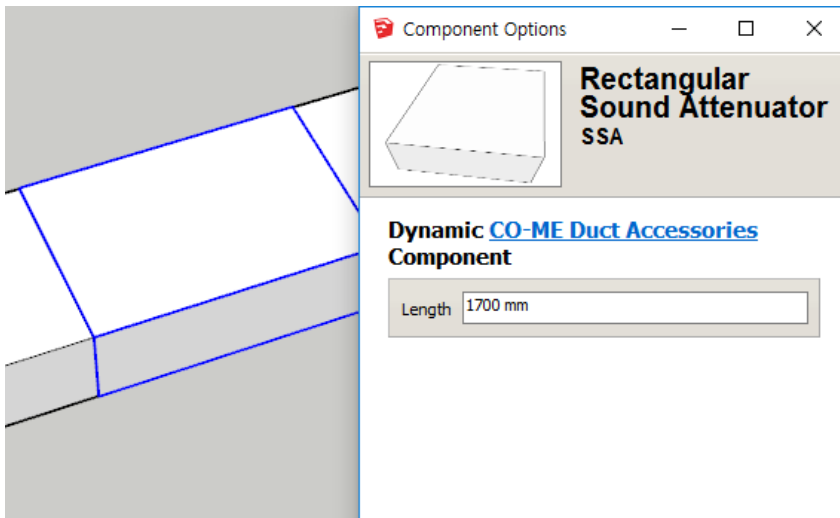 Component Options
Rectangular
Sound Attenuator
SSA
Dynamic CO-ME Duct Accessories
Component
Length 1700 mm